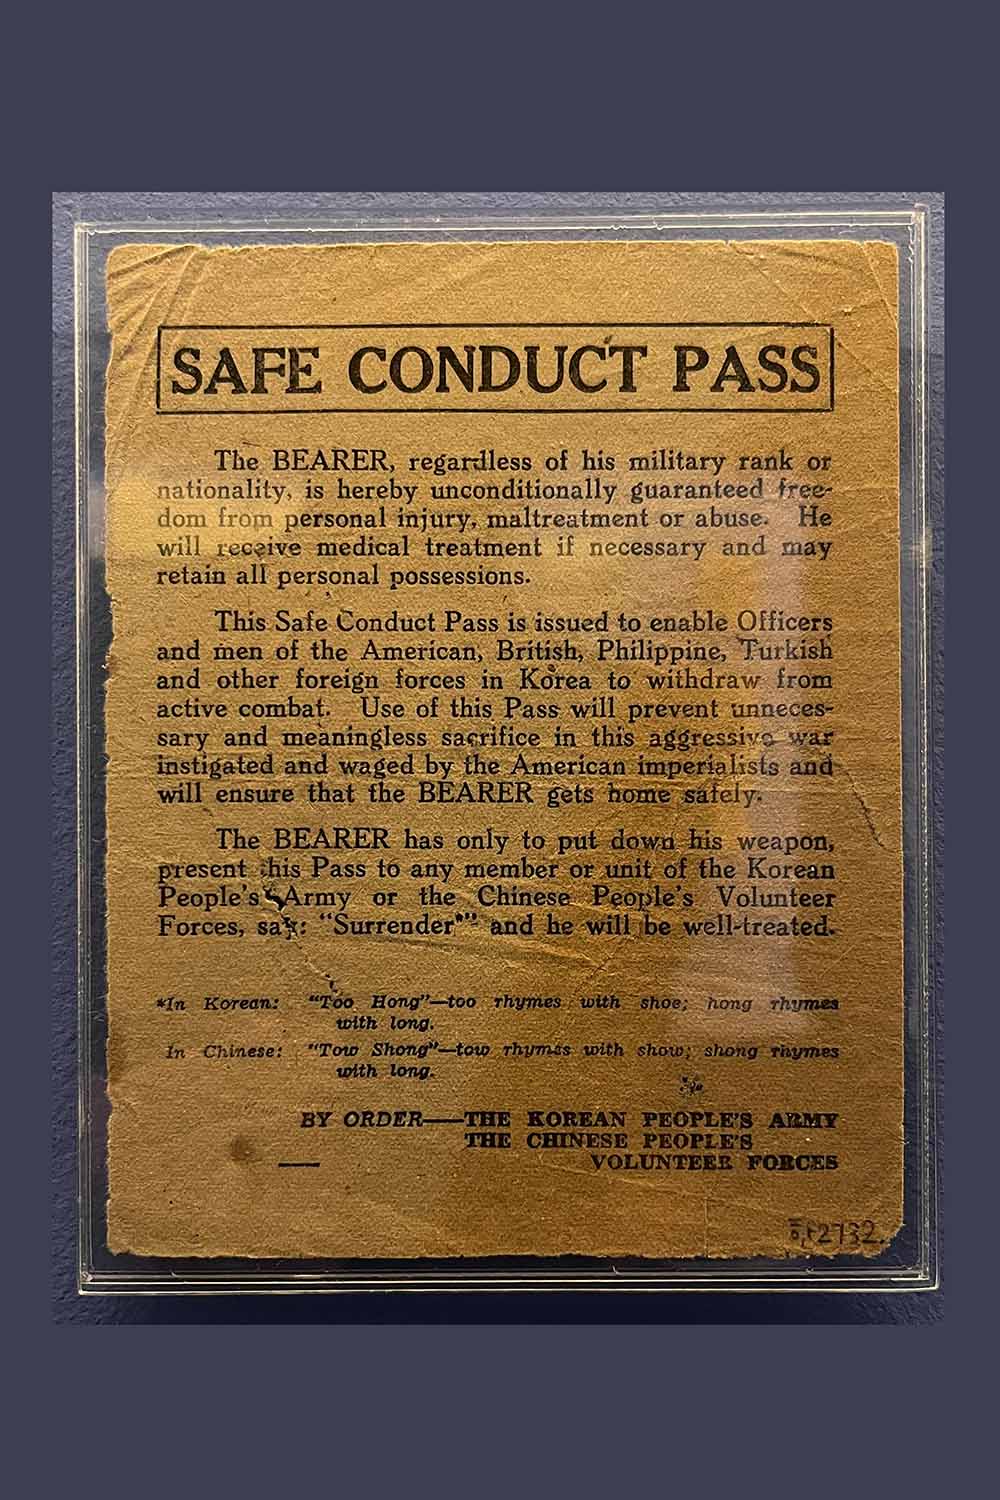 SAFE CONDUCT PASS
The BEARER, regardless of his military rank or
nationality, is hereby unconditionally guaranteed free-
dom from personal injury, maltreatment or abuse. He
will receive medical treatment if necessary and may
retain all personal possessions.
This Safe Conduct Pass is issued to enable Officers
and men of the American, British, Philippine, Turkish
and other foreign forces in Korea to withdraw from
active combat. Use of this Pass will prevent unneces-
sary and meaningless sacrifice in this aggressive war
instigated and waged by the American imperialists and
will ensure that the BEARER gets home safely.
The BEARER has only to put down his weapon,
present this Pass to any member or unit of the Korean
People's Army or the Chinese People's Volunteer
Forces, say: "Surrender*" and he will be well-treated.
*In Korean: "Too Hong"—too rhymes with shoe; hong rhymes
with long.
In Chinese: "Tow Shong"—tow rhymes with show; shong rhymes
with long.
BY ORDER—THE KOREAN PEOPLE'S ARMY
THE CHINESE PEOPLE'S
VOLUNTEER FORCES